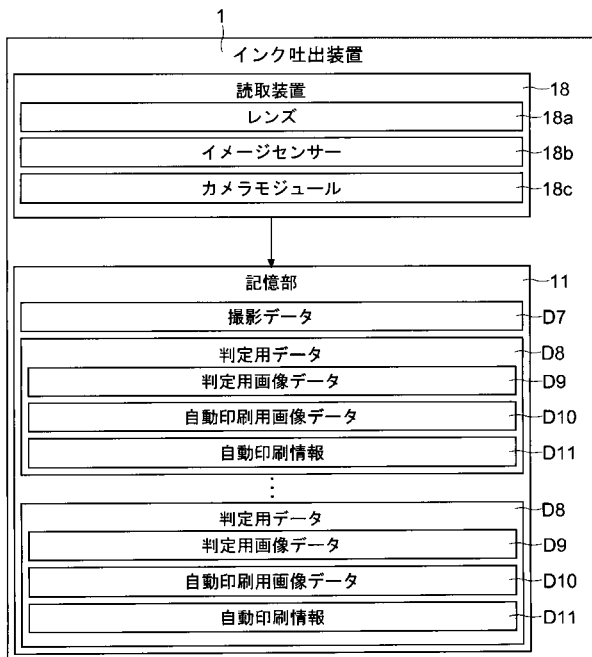 1
インク吐出装置
読取装置 18
レンズ 18a
イメージセンサー 18b
カメラモジュール 18c
記憶部 11
撮影データ D7
判定用データ D8
判定用画像データ D9
自動印刷用画像データ D10
自動印刷情報 D11
⋮
判定用データ D8
判定用画像データ D9
自動印刷用画像データ D10
自動印刷情報 D11